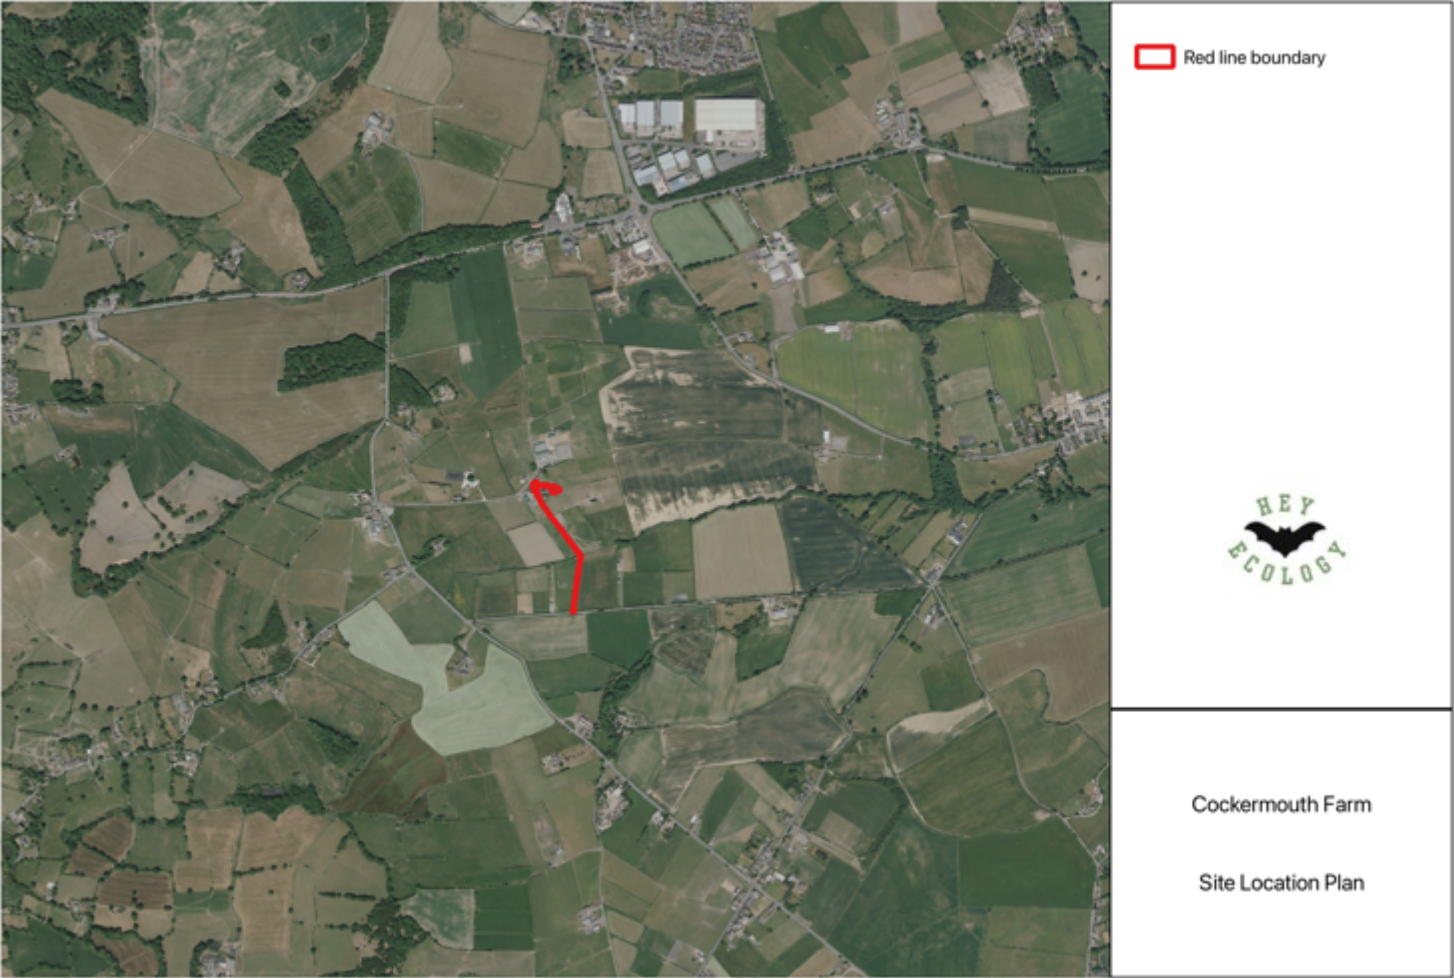 Red line boundary
HEY
ECOLOGY
Cockermouth Farm
Site Location Plan